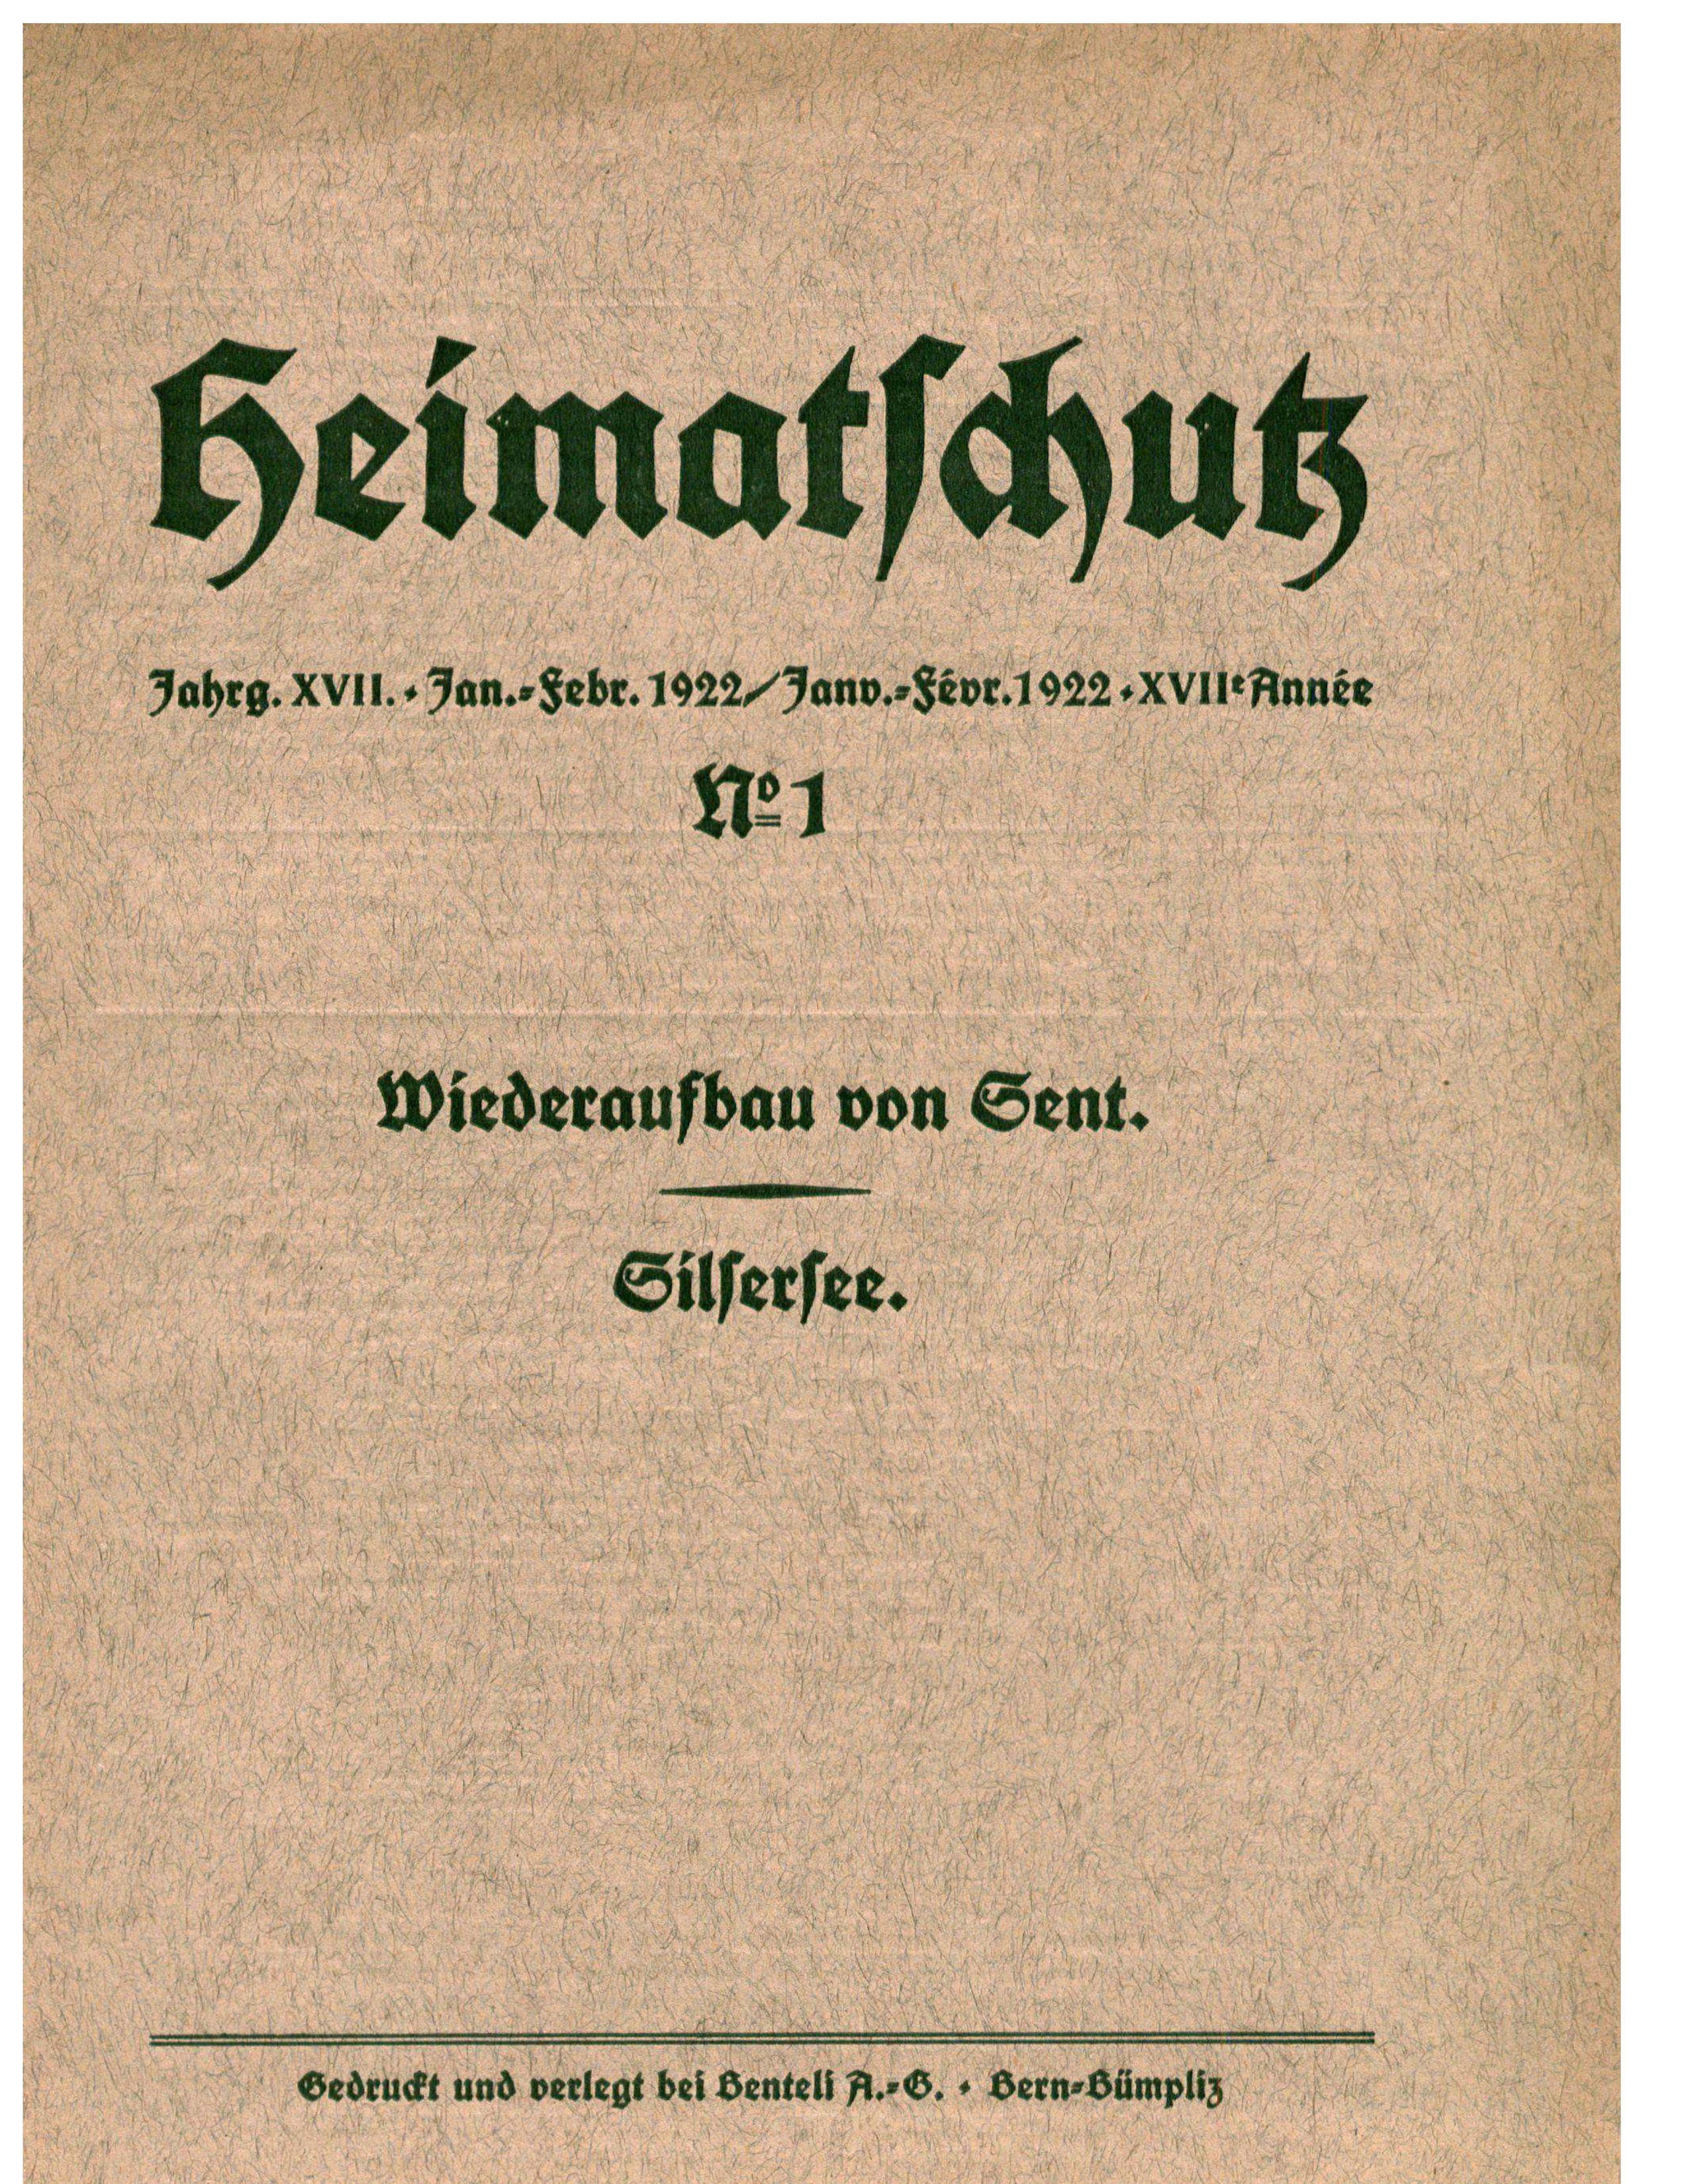 Heimatſchutz
Jahrg. XVII. · Jan.-Febr. 1922 / Janv.-Févr. 1922 · XVIIe Année
No 1
Wiederaufbau von Sent.
Silſerſee.
Gedruckt und verlegt bei Benteli A.-G. · Bern-Bümpliz